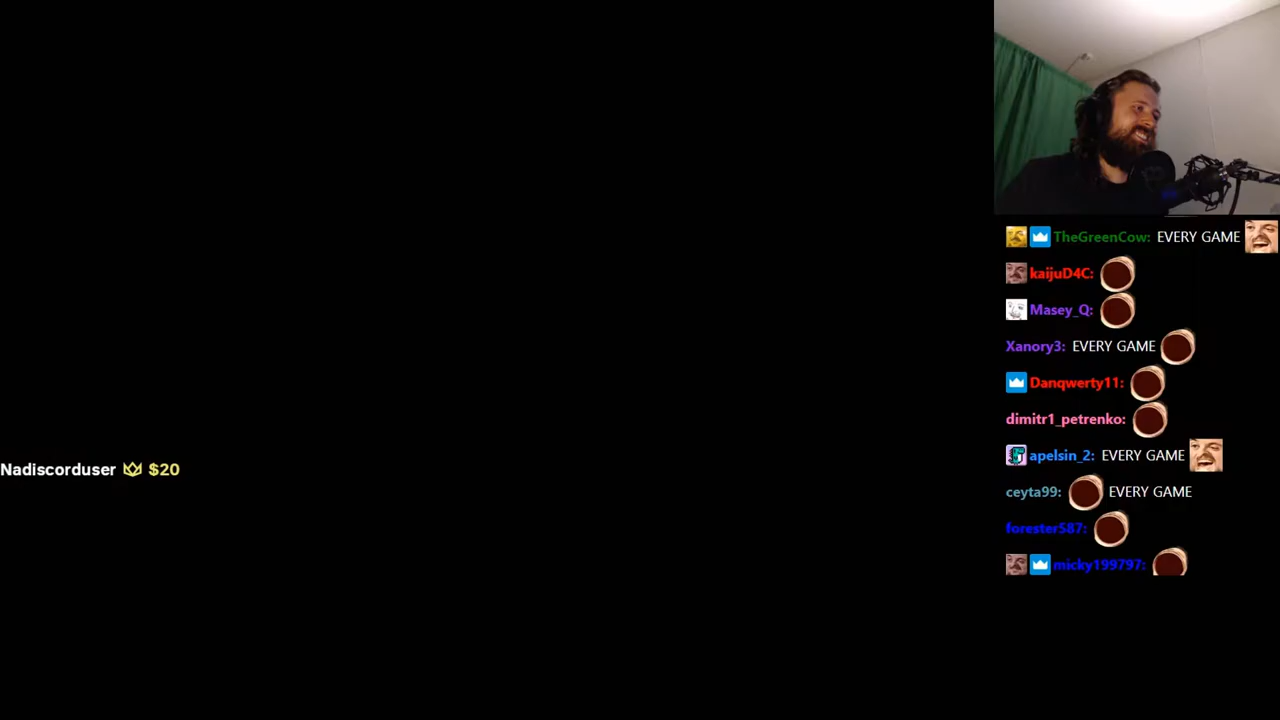 TheGreenCow: EVERY GAME
kaijuD4C:
Masey_Q:
Xanory3: EVERY GAME
Danqwerty11:
dimitr1_petrenko:
apelsin_2: EVERY GAME
Nadiscorduser $20
ceyta99: EVERY GAME
forester587:
micky199797: